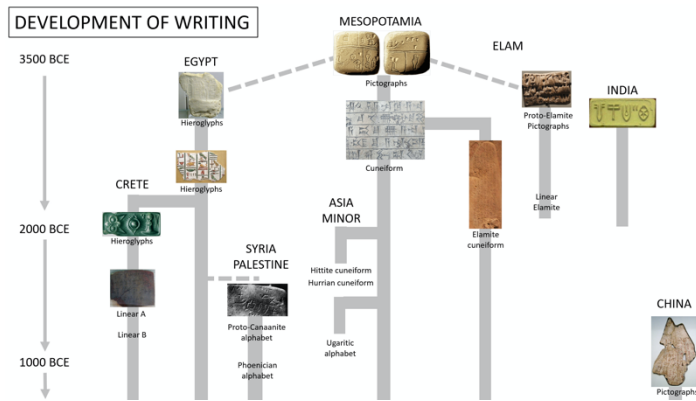 DEVELOPMENT OF WRITING
MESOPOTAMIA
3500 BCE
EGYPT
ELAM
Pictographs
INDIA
Hieroglyphs
Proto-Elamite
Pictographs
Cuneiform
Hieroglyphs
CRETE
ASIA
MINOR
Linear
Elamite
2000 BCE
Hieroglyphs
Elamite
cuneiform
SYRIA
PALESTINE
Hittite cuneiform
Hurrian cuneiform
CHINA
Linear A
Proto-Canaanite
alphabet
Linear B
Ugaritic
alphabet
1000 BCE
Phoenician
alphabet
Pictographs